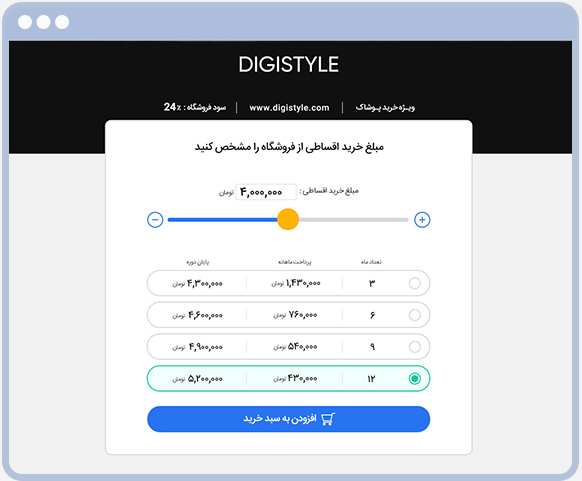 DIGISTYLE
ویـژه خرید پـوشاک | www.digistyle.com | سود فروشگاه : 24٪
مبلغ خرید اقساطی از فروشگاه را مشخص کنید
مبلغ خرید اقساطی : ۴,۰۰۰,۰۰۰ تومان
تعداد ماه پرداخت ماهانه پایان دوره
۳ ۱,۴۳۰,۰۰۰ تومان ۴,۳۰۰,۰۰۰ تومان
۶ ۷۶۰,۰۰۰ تومان ۴,۶۰۰,۰۰۰ تومان
۹ ۵۴۰,۰۰۰ تومان ۴,۹۰۰,۰۰۰ تومان
۱۲ ۴۳۰,۰۰۰ تومان ۵,۲۰۰,۰۰۰ تومان
افزودن به سبد خرید